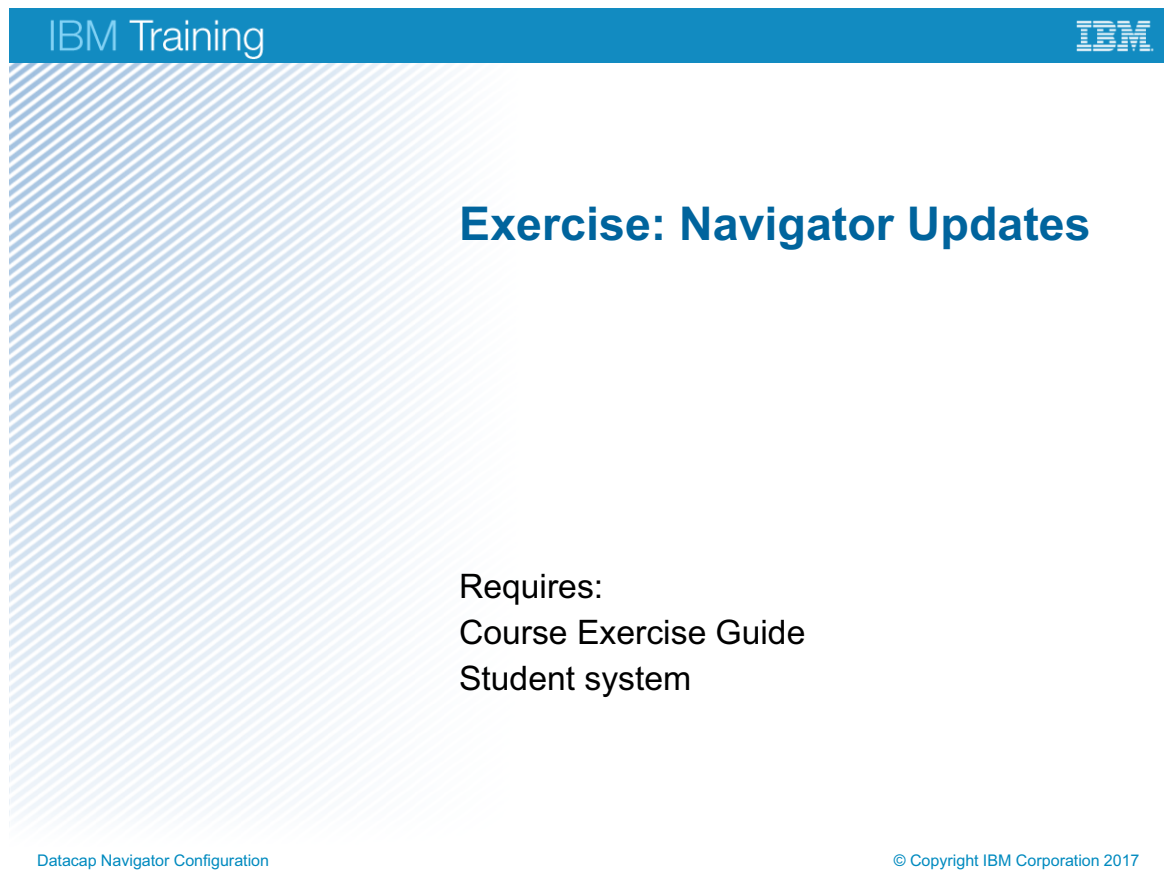 IBM Training
IBM
Exercise: Navigator Updates
Requires:
Course Exercise Guide
Student system
Datacap Navigator Configuration
© Copyright IBM Corporation 2017